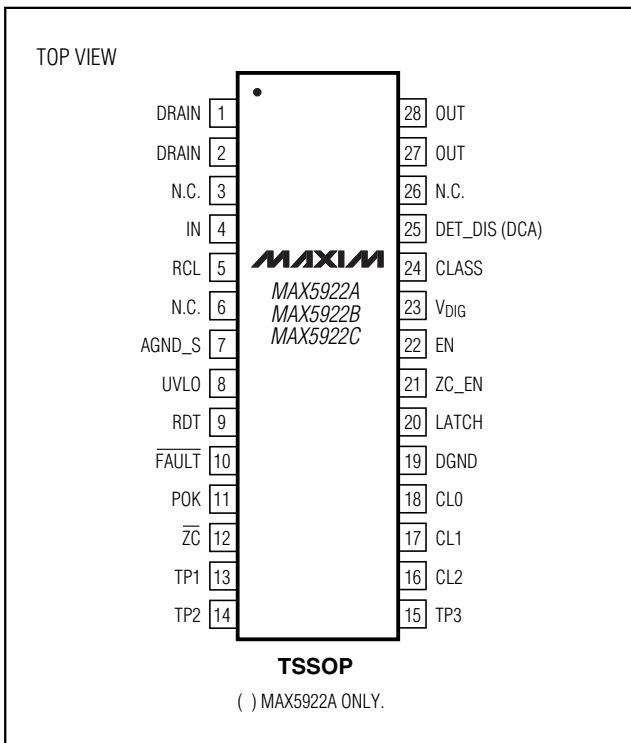 TOP VIEW
DRAIN 1
DRAIN 2
N.C. 3
IN 4
RCL 5
N.C. 6
AGND_S 7
UVLO 8
RDT 9
FAULT 10
POK 11
ZC 12
TP1 13
TP2 14
MAXIM
MAX5922A
MAX5922B
MAX5922C
28 OUT
27 OUT
26 N.C.
25 DET_DIS (DCA)
24 CLASS
23 VDIG
22 EN
21 ZC_EN
20 LATCH
19 DGND
18 CL0
17 CL1
16 CL2
15 TP3
TSSOP
( ) MAX5922A ONLY.